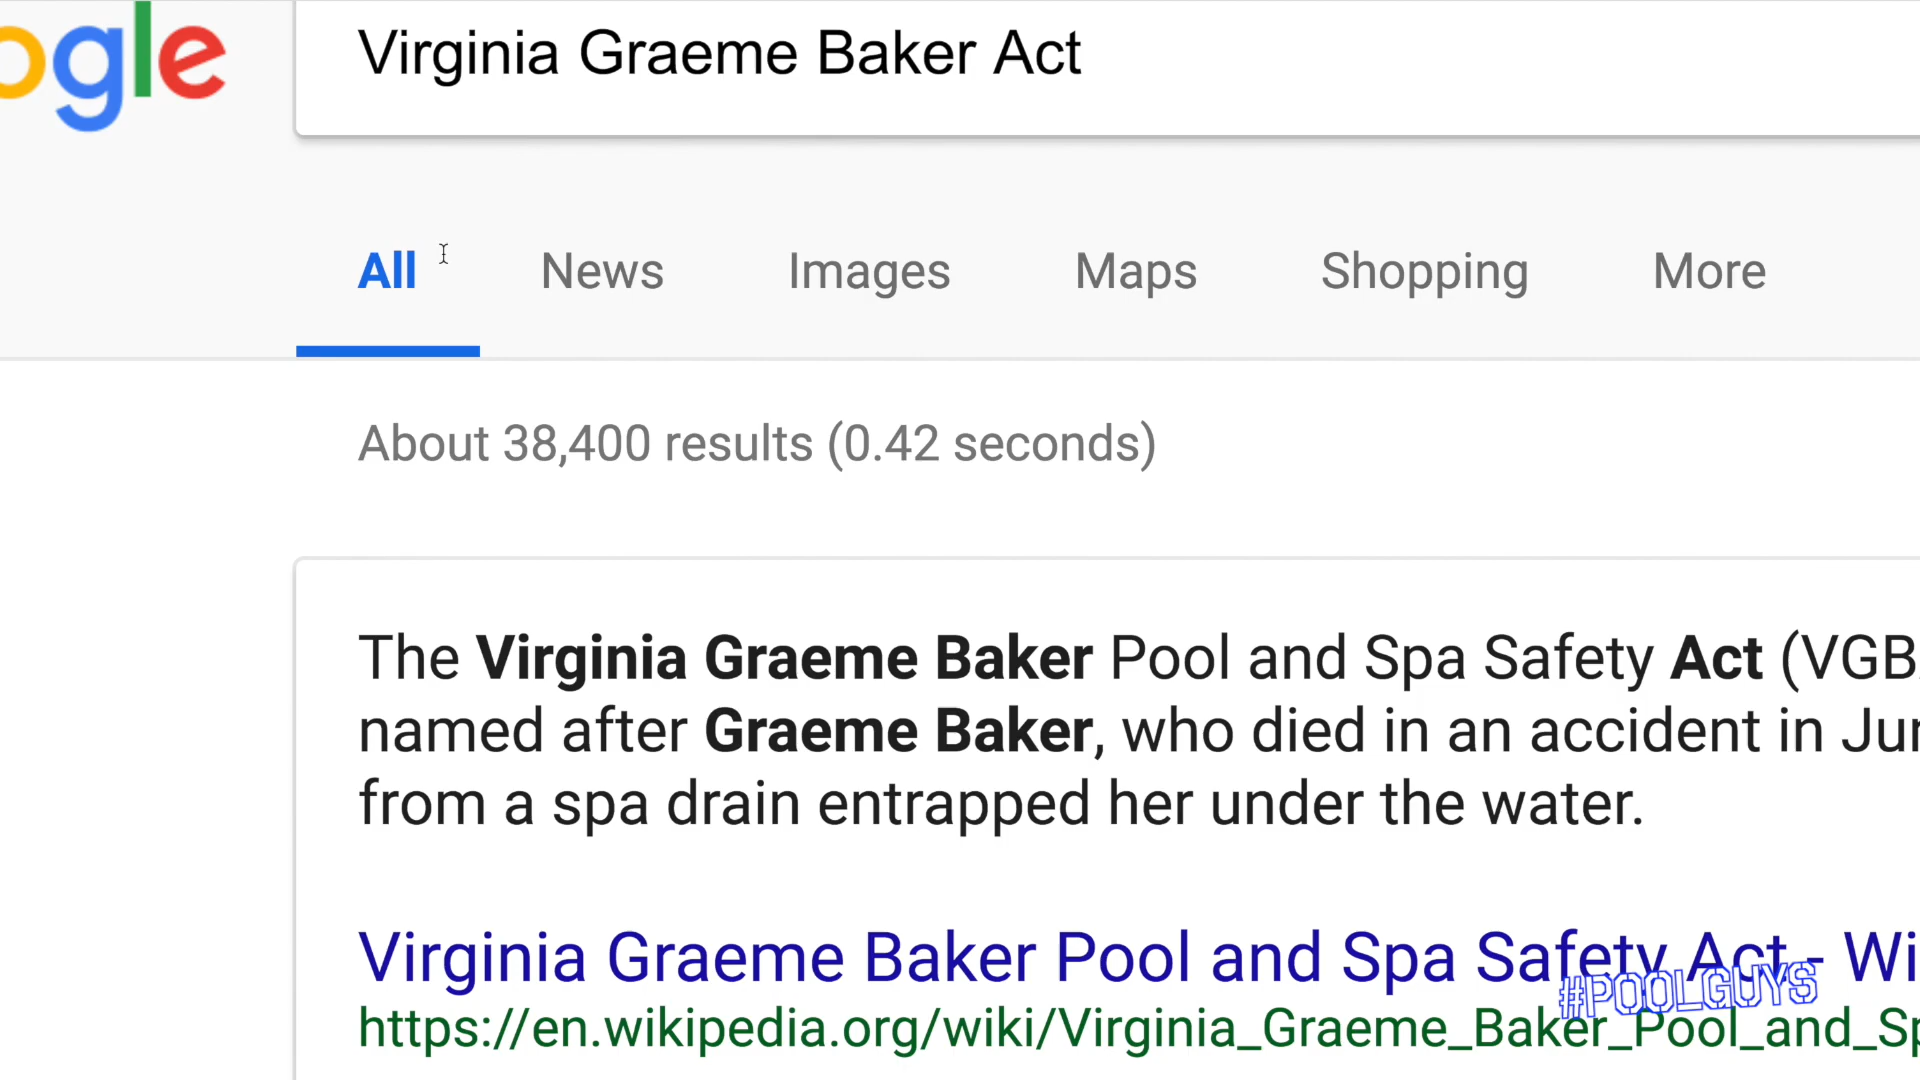 ogle
Virginia Graeme Baker Act
All News Images Maps Shopping More
About 38,400 results (0.42 seconds)
The Virginia Graeme Baker Pool and Spa Safety Act (VGB
named after Graeme Baker, who died in an accident in Jun
from a spa drain entrapped her under the water.
Virginia Graeme Baker Pool and Spa Safety Act - Wi
#POOLGUYS
https://en.wikipedia.org/wiki/Virginia_Graeme_Baker_Pool_and_Sp